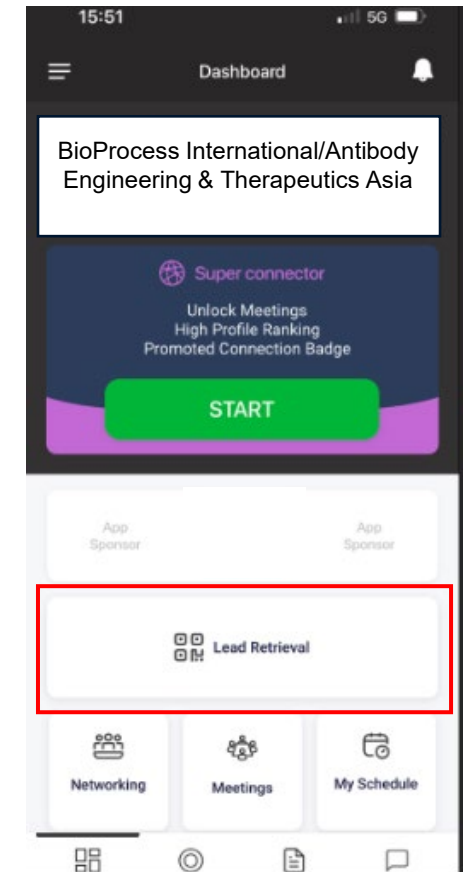 15:51
5G
Dashboard
BioProcess International/Antibody
Engineering & Therapeutics Asia
Super connector
Unlock Meetings
High Profile Ranking
Promoted Connection Badge
START
App
Sponsor
App
Sponsor
Lead Retrieval
Networking
Meetings
My Schedule